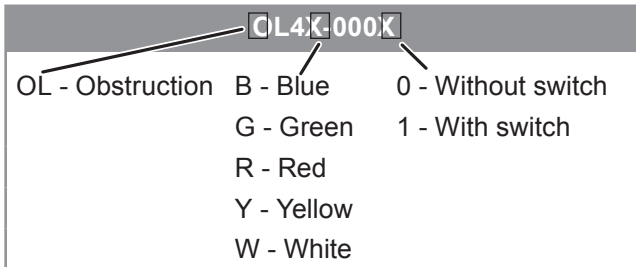 OL4X-000X
OL - Obstruction B - Blue 0 - Without switch
G - Green 1 - With switch
R - Red
Y - Yellow
W - White